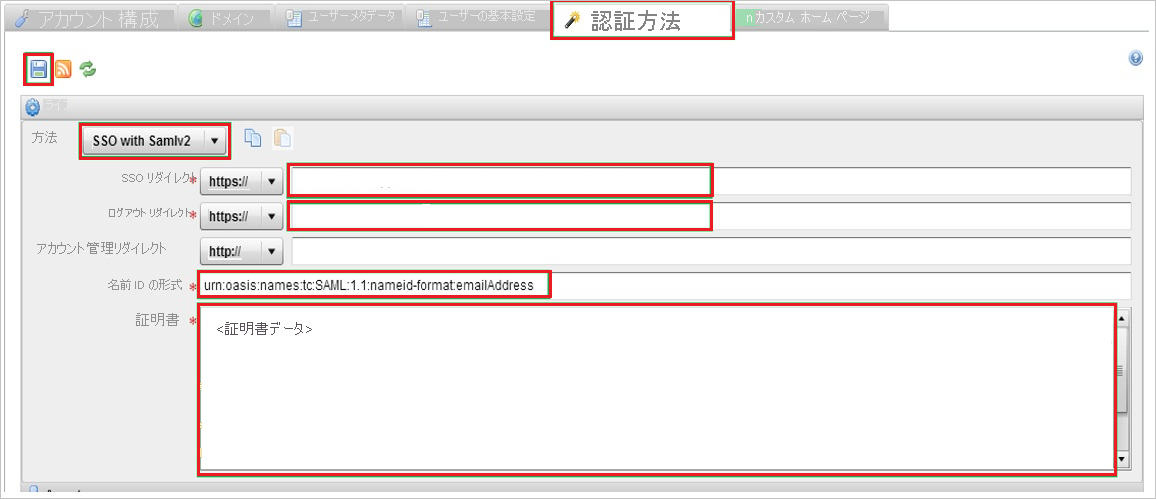 アカウント 構成 ドメイン ユーザーメタデータ ユーザーの基本設定 認証方法 n カスタム ホーム ページ
ライブ
方法 SSO with Samlv2
SSO リダイレクト* https://
ログアウト リダイレクト* https://
アカウント管理リダイレクト http://
名前 ID の形式 * urn:oasis:names:tc:SAML:1.1:nameid-format:emailAddress
証明書 *
<証明書データ>